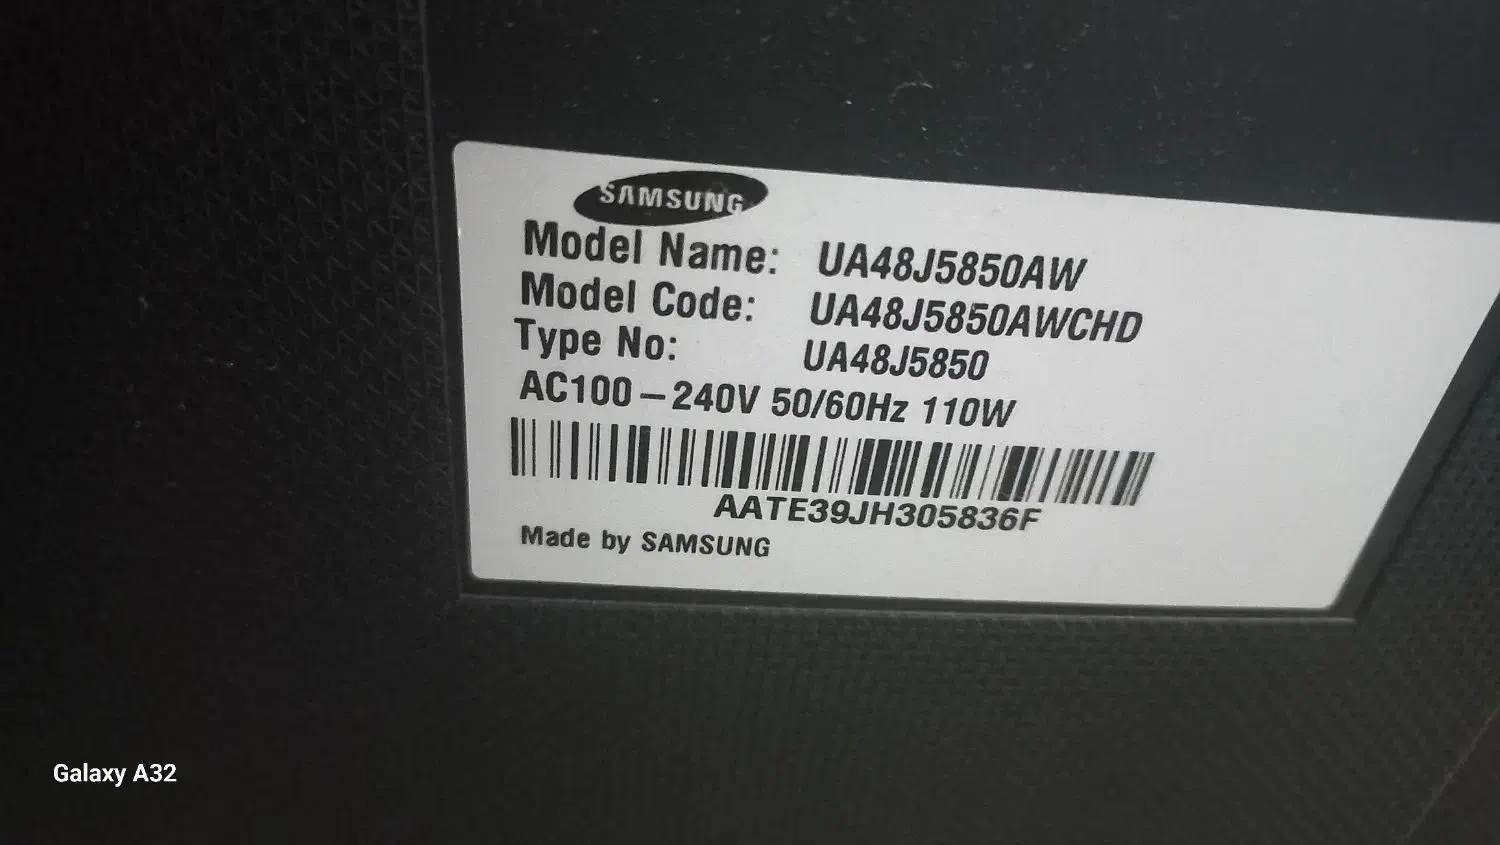 SAMSUNG
Model Name: UA48J5850AW
Model Code: UA48J5850AWCHD
Type No: UA48J5850
AC100-240V 50/60Hz 110W
AATE39JH305836F
Made by SAMSUNG
Galaxy A32